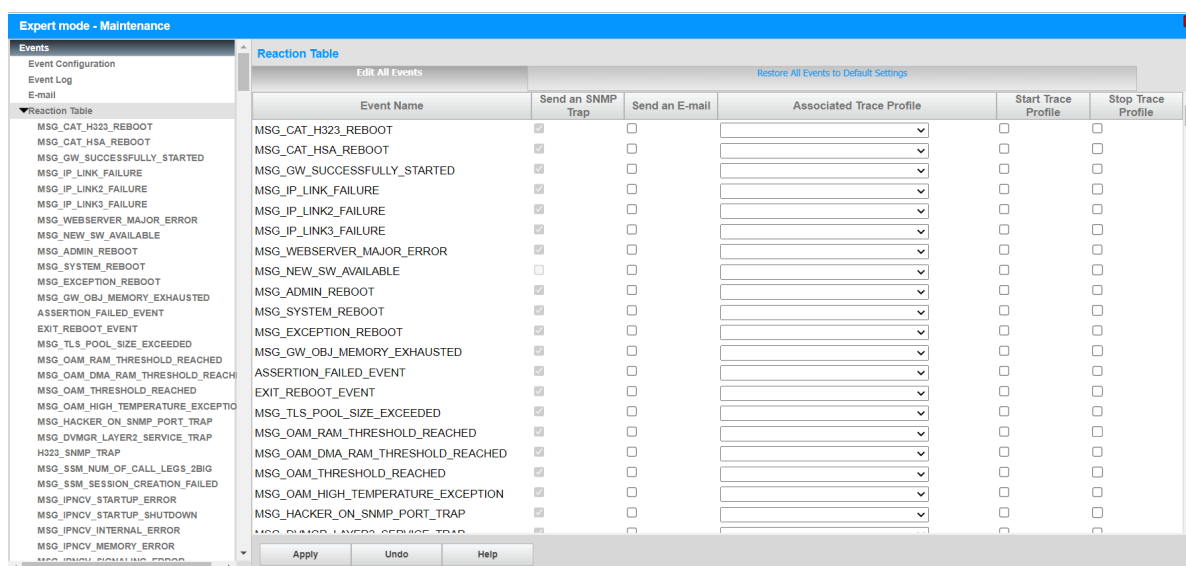 Expert mode - Maintenance
Events
Event Configuration
Event Log
E-mail
Reaction Table
MSG_CAT_H323_REBOOT
MSG_CAT_HSA_REBOOT
MSG_GW_SUCCESSFULLY_STARTED
MSG_IP_LINK_FAILURE
MSG_IP_LINK2_FAILURE
MSG_IP_LINK3_FAILURE
MSG_WEBSERVER_MAJOR_ERROR
MSG_NEW_SW_AVAILABLE
MSG_ADMIN_REBOOT
MSG_SYSTEM_REBOOT
MSG_EXCEPTION_REBOOT
MSG_GW_OBJ_MEMORY_EXHAUSTED
ASSERTION_FAILED_EVENT
EXIT_REBOOT_EVENT
MSG_TLS_POOL_SIZE_EXCEEDED
MSG_OAM_RAM_THRESHOLD_REACHED
MSG_OAM_DMA_RAM_THRESHOLD_REACH
MSG_OAM_THRESHOLD_REACHED
MSG_OAM_HIGH_TEMPERATURE_EXCEPTIO
MSG_HACKER_ON_SNMP_PORT_TRAP
MSG_DVMGR_LAYER2_SERVICE_TRAP
H323_SNMP_TRAP
MSG_SSM_NUM_OF_CALL_LEGS_2BIG
MSG_SSM_SESSION_CREATION_FAILED
MSG_IPNCV_STARTUP_ERROR
MSG_IPNCV_STARTUP_SHUTDOWN
MSG_IPNCV_INTERNAL_ERROR
MSG_IPNCV_MEMORY_ERROR
MSG_IPNCV_SIGNALING_ERROR
Reaction Table
Edit All Events Restore All Events to Default Settings
Event Name Send an SNMP Trap Send an E-mail Associated Trace Profile Start Trace Profile Stop Trace Profile
MSG_CAT_H323_REBOOT
MSG_CAT_HSA_REBOOT
MSG_GW_SUCCESSFULLY_STARTED
MSG_IP_LINK_FAILURE
MSG_IP_LINK2_FAILURE
MSG_IP_LINK3_FAILURE
MSG_WEBSERVER_MAJOR_ERROR
MSG_NEW_SW_AVAILABLE
MSG_ADMIN_REBOOT
MSG_SYSTEM_REBOOT
MSG_EXCEPTION_REBOOT
MSG_GW_OBJ_MEMORY_EXHAUSTED
ASSERTION_FAILED_EVENT
EXIT_REBOOT_EVENT
MSG_TLS_POOL_SIZE_EXCEEDED
MSG_OAM_RAM_THRESHOLD_REACHED
MSG_OAM_DMA_RAM_THRESHOLD_REACHED
MSG_OAM_THRESHOLD_REACHED
MSG_OAM_HIGH_TEMPERATURE_EXCEPTION
MSG_HACKER_ON_SNMP_PORT_TRAP
MSG_DVMGR_LAYER2_SERVICE_TRAP
Apply Undo Help